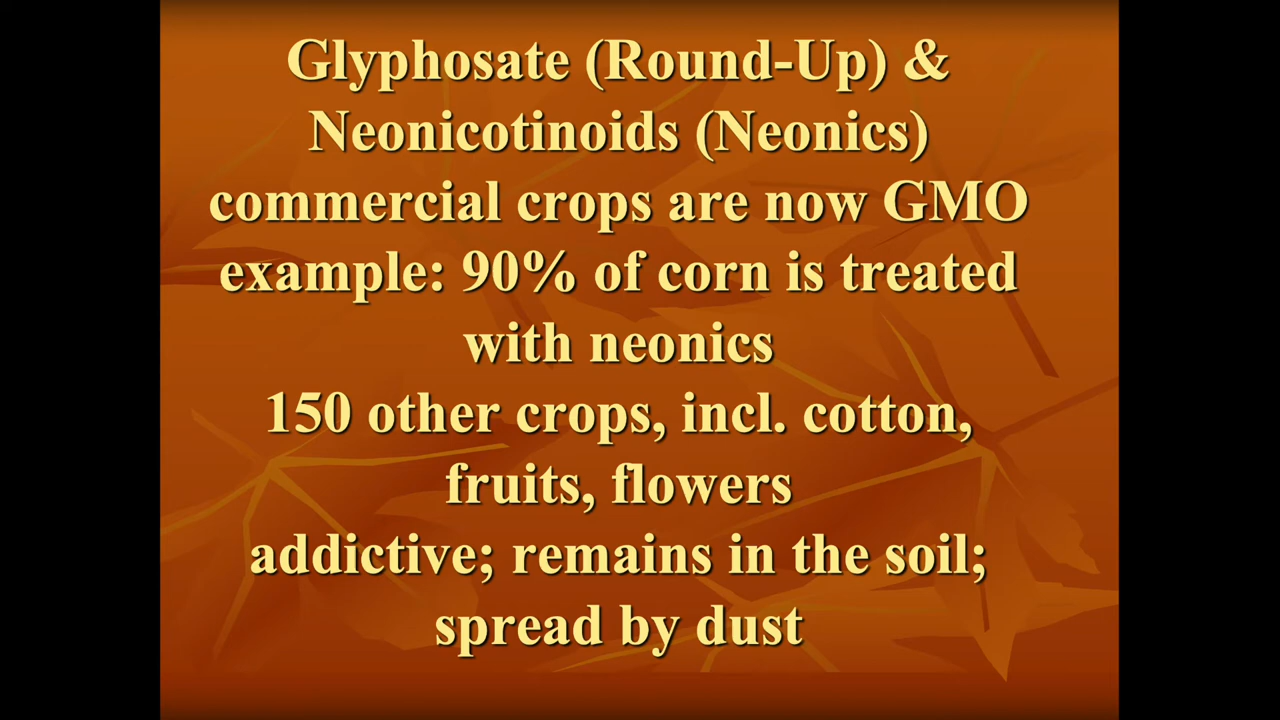 Glyphosate (Round-Up) &
Neonicotinoids (Neonics)
commercial crops are now GMO
example: 90% of corn is treated
with neonics
150 other crops, incl. cotton,
fruits, flowers
addictive; remains in the soil;
spread by dust